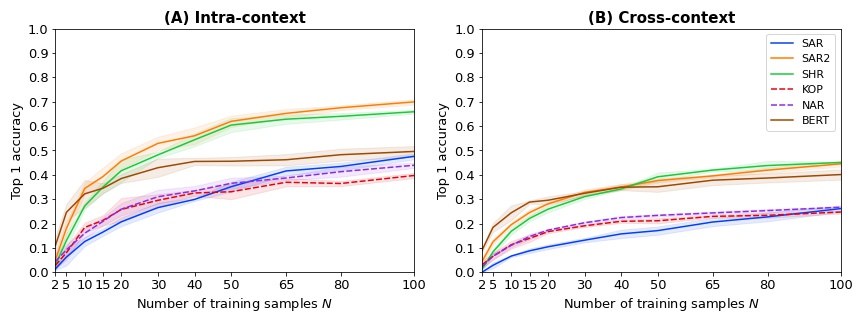 (A) Intra-context
1.0
0.9
0.8
0.7
0.6
0.5
0.4
0.3
0.2
0.1
0.0
Top 1 accuracy
2 5 10 15 20 30 40 50 65 80 100
Number of training samples N
(B) Cross-context
1.0
0.9
0.8
0.7
0.6
0.5
0.4
0.3
0.2
0.1
0.0
Top 1 accuracy
SAR
SAR2
SHR
KOP
NAR
BERT
2 5 10 15 20 30 40 50 65 80 100
Number of training samples N